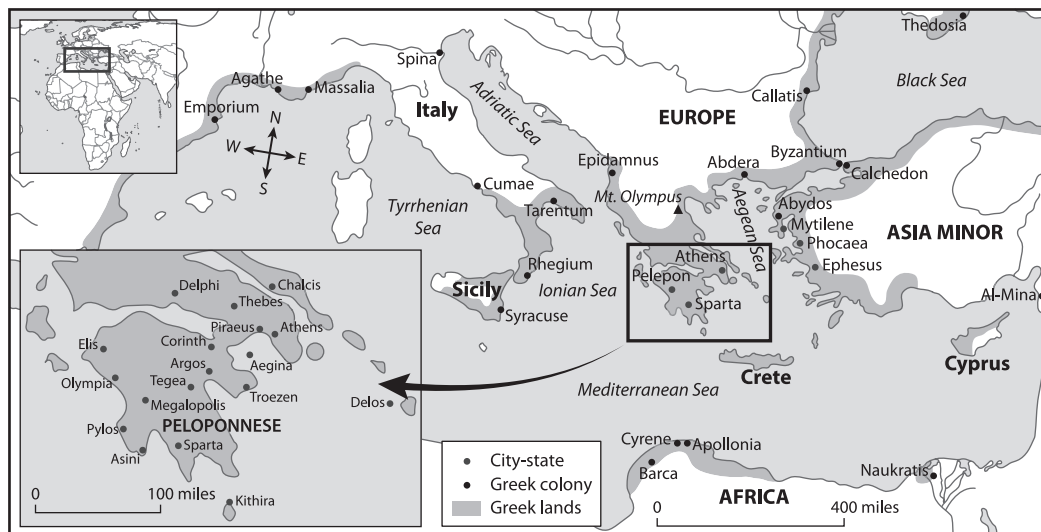 Thedosia
Black Sea
Spina
Agathe
Massalia
Emporium
Italy
Adriatic Sea
EUROPE
Callatis
N
W
E
S
Epidamnus
Abdera
Byzantium
Calchedon
Cumae
Mt. Olympus
Aegean Sea
Abydos
Mytilene
Tyrrhenian
Sea
Tarentum
Phocaea
ASIA MINOR
Athens
Ephesus
Rhegium
Pelepon
Sicily
Ionian Sea
Sparta
Al-Mina
Syracuse
Crete
Cyprus
Mediterranean Sea
Delphi
Chalcis
Thebes
Piraeus
Athens
Elis
Corinth
Argos
Aegina
Olympia
Tegea
Troezen
Megalopolis
Delos
Pylos
PELOPONNESE
Sparta
Asini
0
100 miles
Kithira
City-state
Greek colony
Greek lands
Cyrene
Apollonia
Barca
Naukratis
AFRICA
0
400 miles